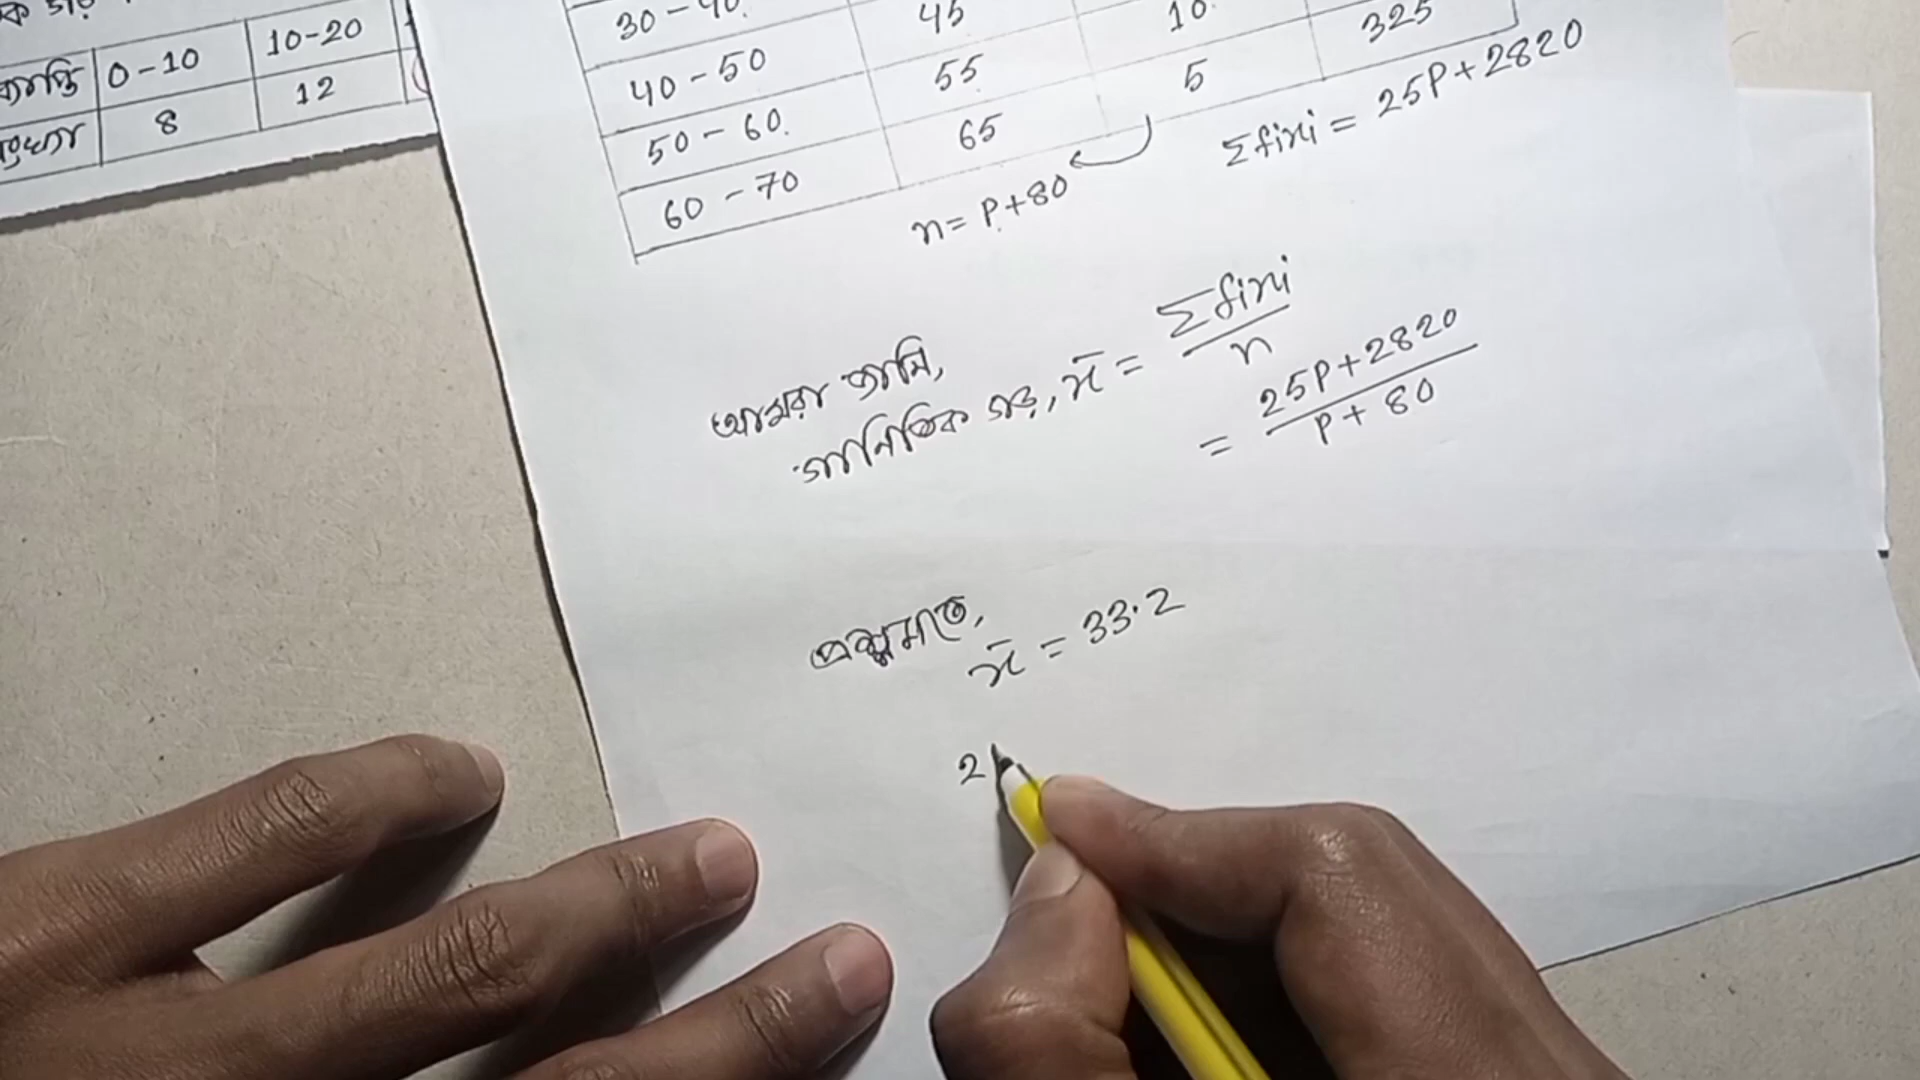 0-10 10-20
8 12
30-40 45 10
40-50 55 5 325
50-60 65
60-70
n = P+80
Σfixi = 25P+2820
আমরা জানি,
গানিতিক গড়, x̄ = Σfixi / n
= 25P+2820 / P+80
প্রশ্নমতে,
x̄ = 33.2
2